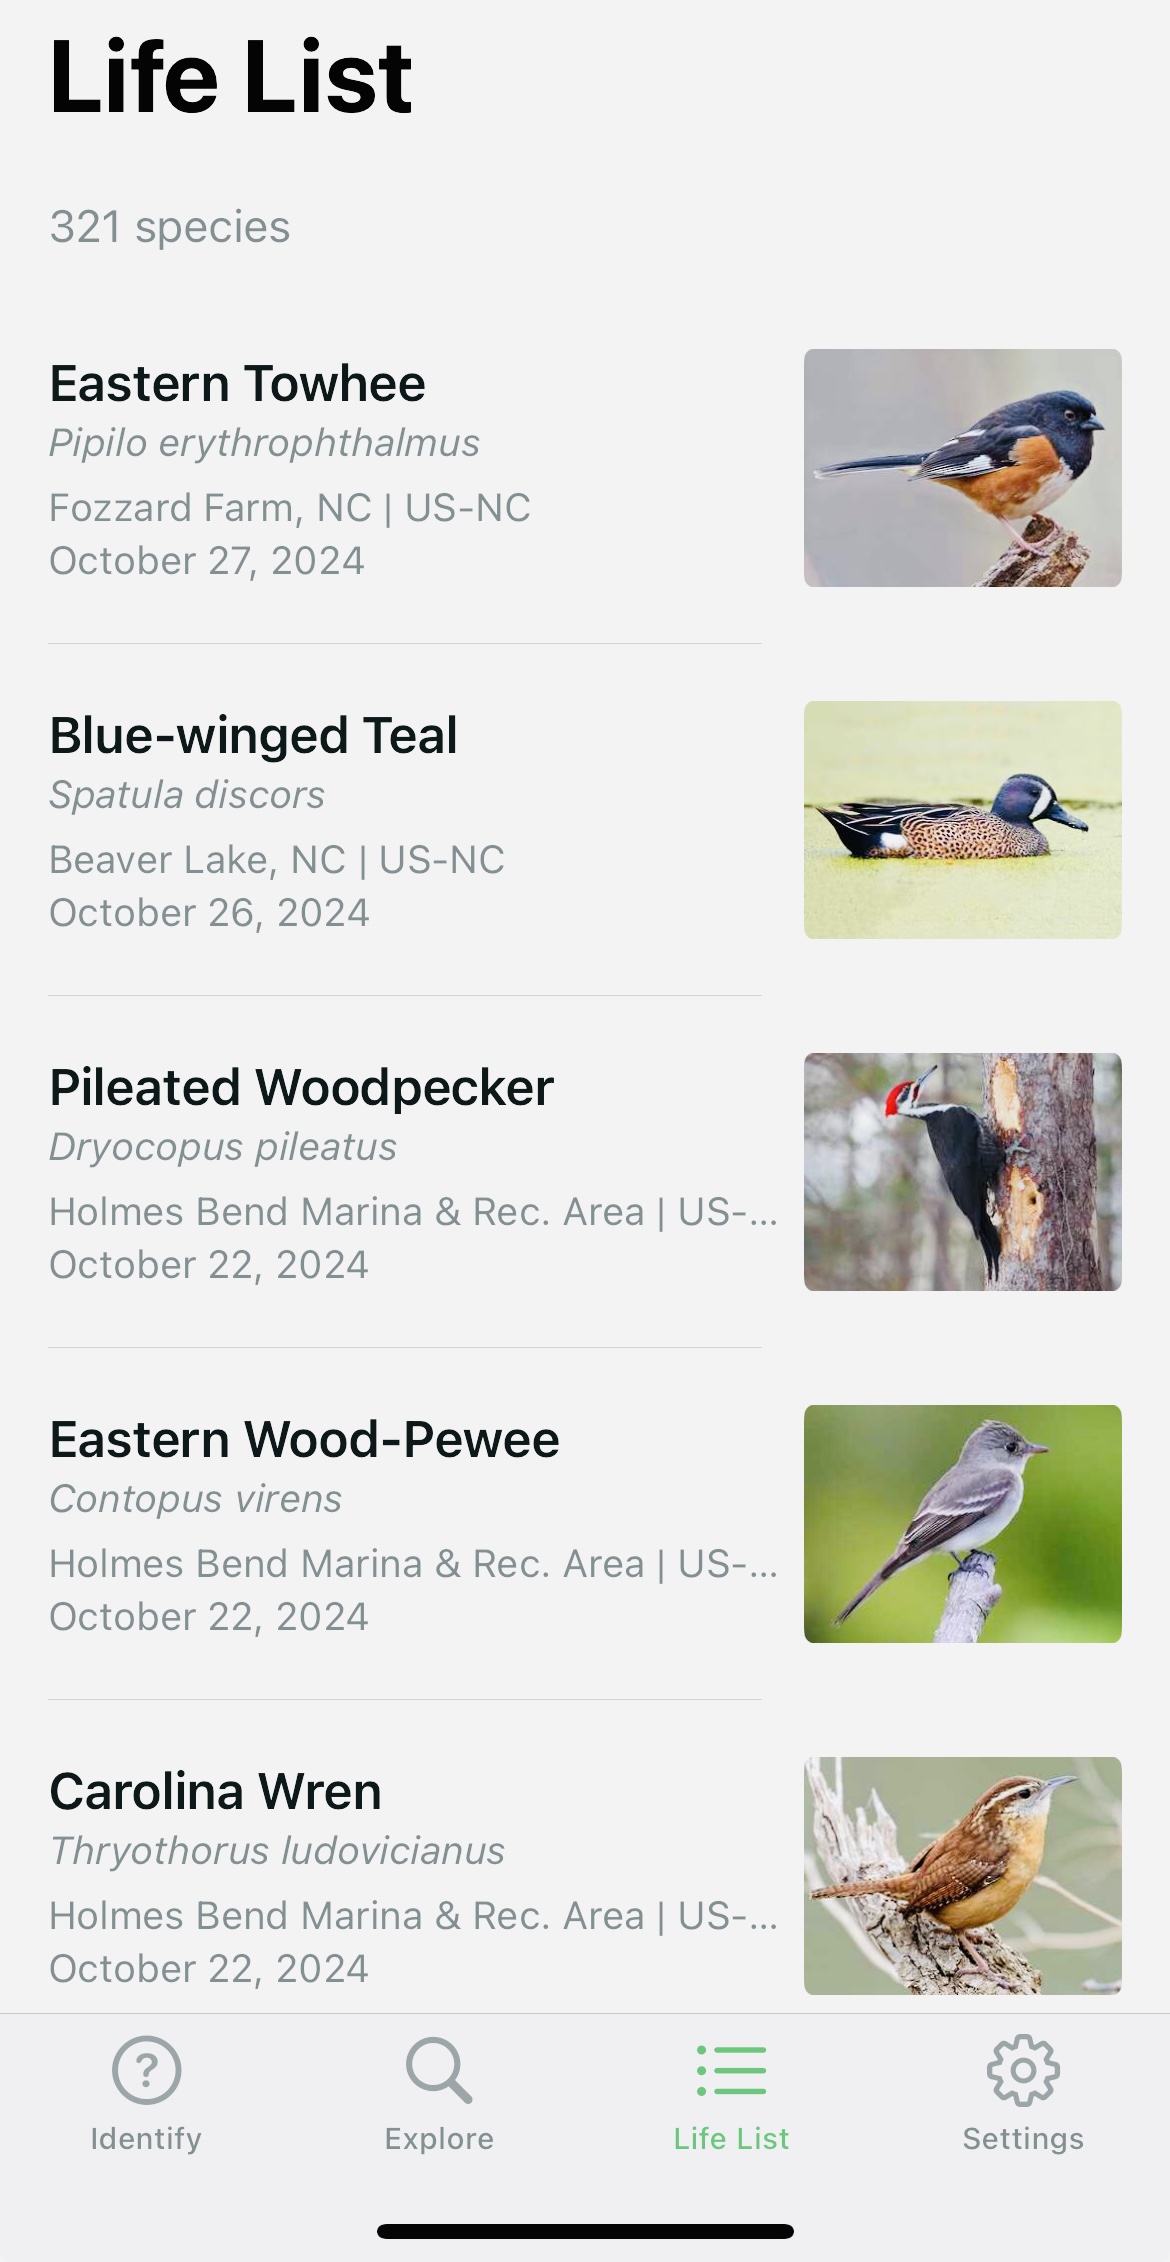 Life List
321 species
Eastern Towhee
Pipilo erythrophthalmus
Fozzard Farm, NC | US-NC
October 27, 2024
Blue-winged Teal
Spatula discors
Beaver Lake, NC | US-NC
October 26, 2024
Pileated Woodpecker
Dryocopus pileatus
Holmes Bend Marina & Rec. Area | US-...
October 22, 2024
Eastern Wood-Pewee
Contopus virens
Holmes Bend Marina & Rec. Area | US-...
October 22, 2024
Carolina Wren
Thryothorus ludovicianus
Holmes Bend Marina & Rec. Area | US-...
October 22, 2024
Identify Explore Life List Settings